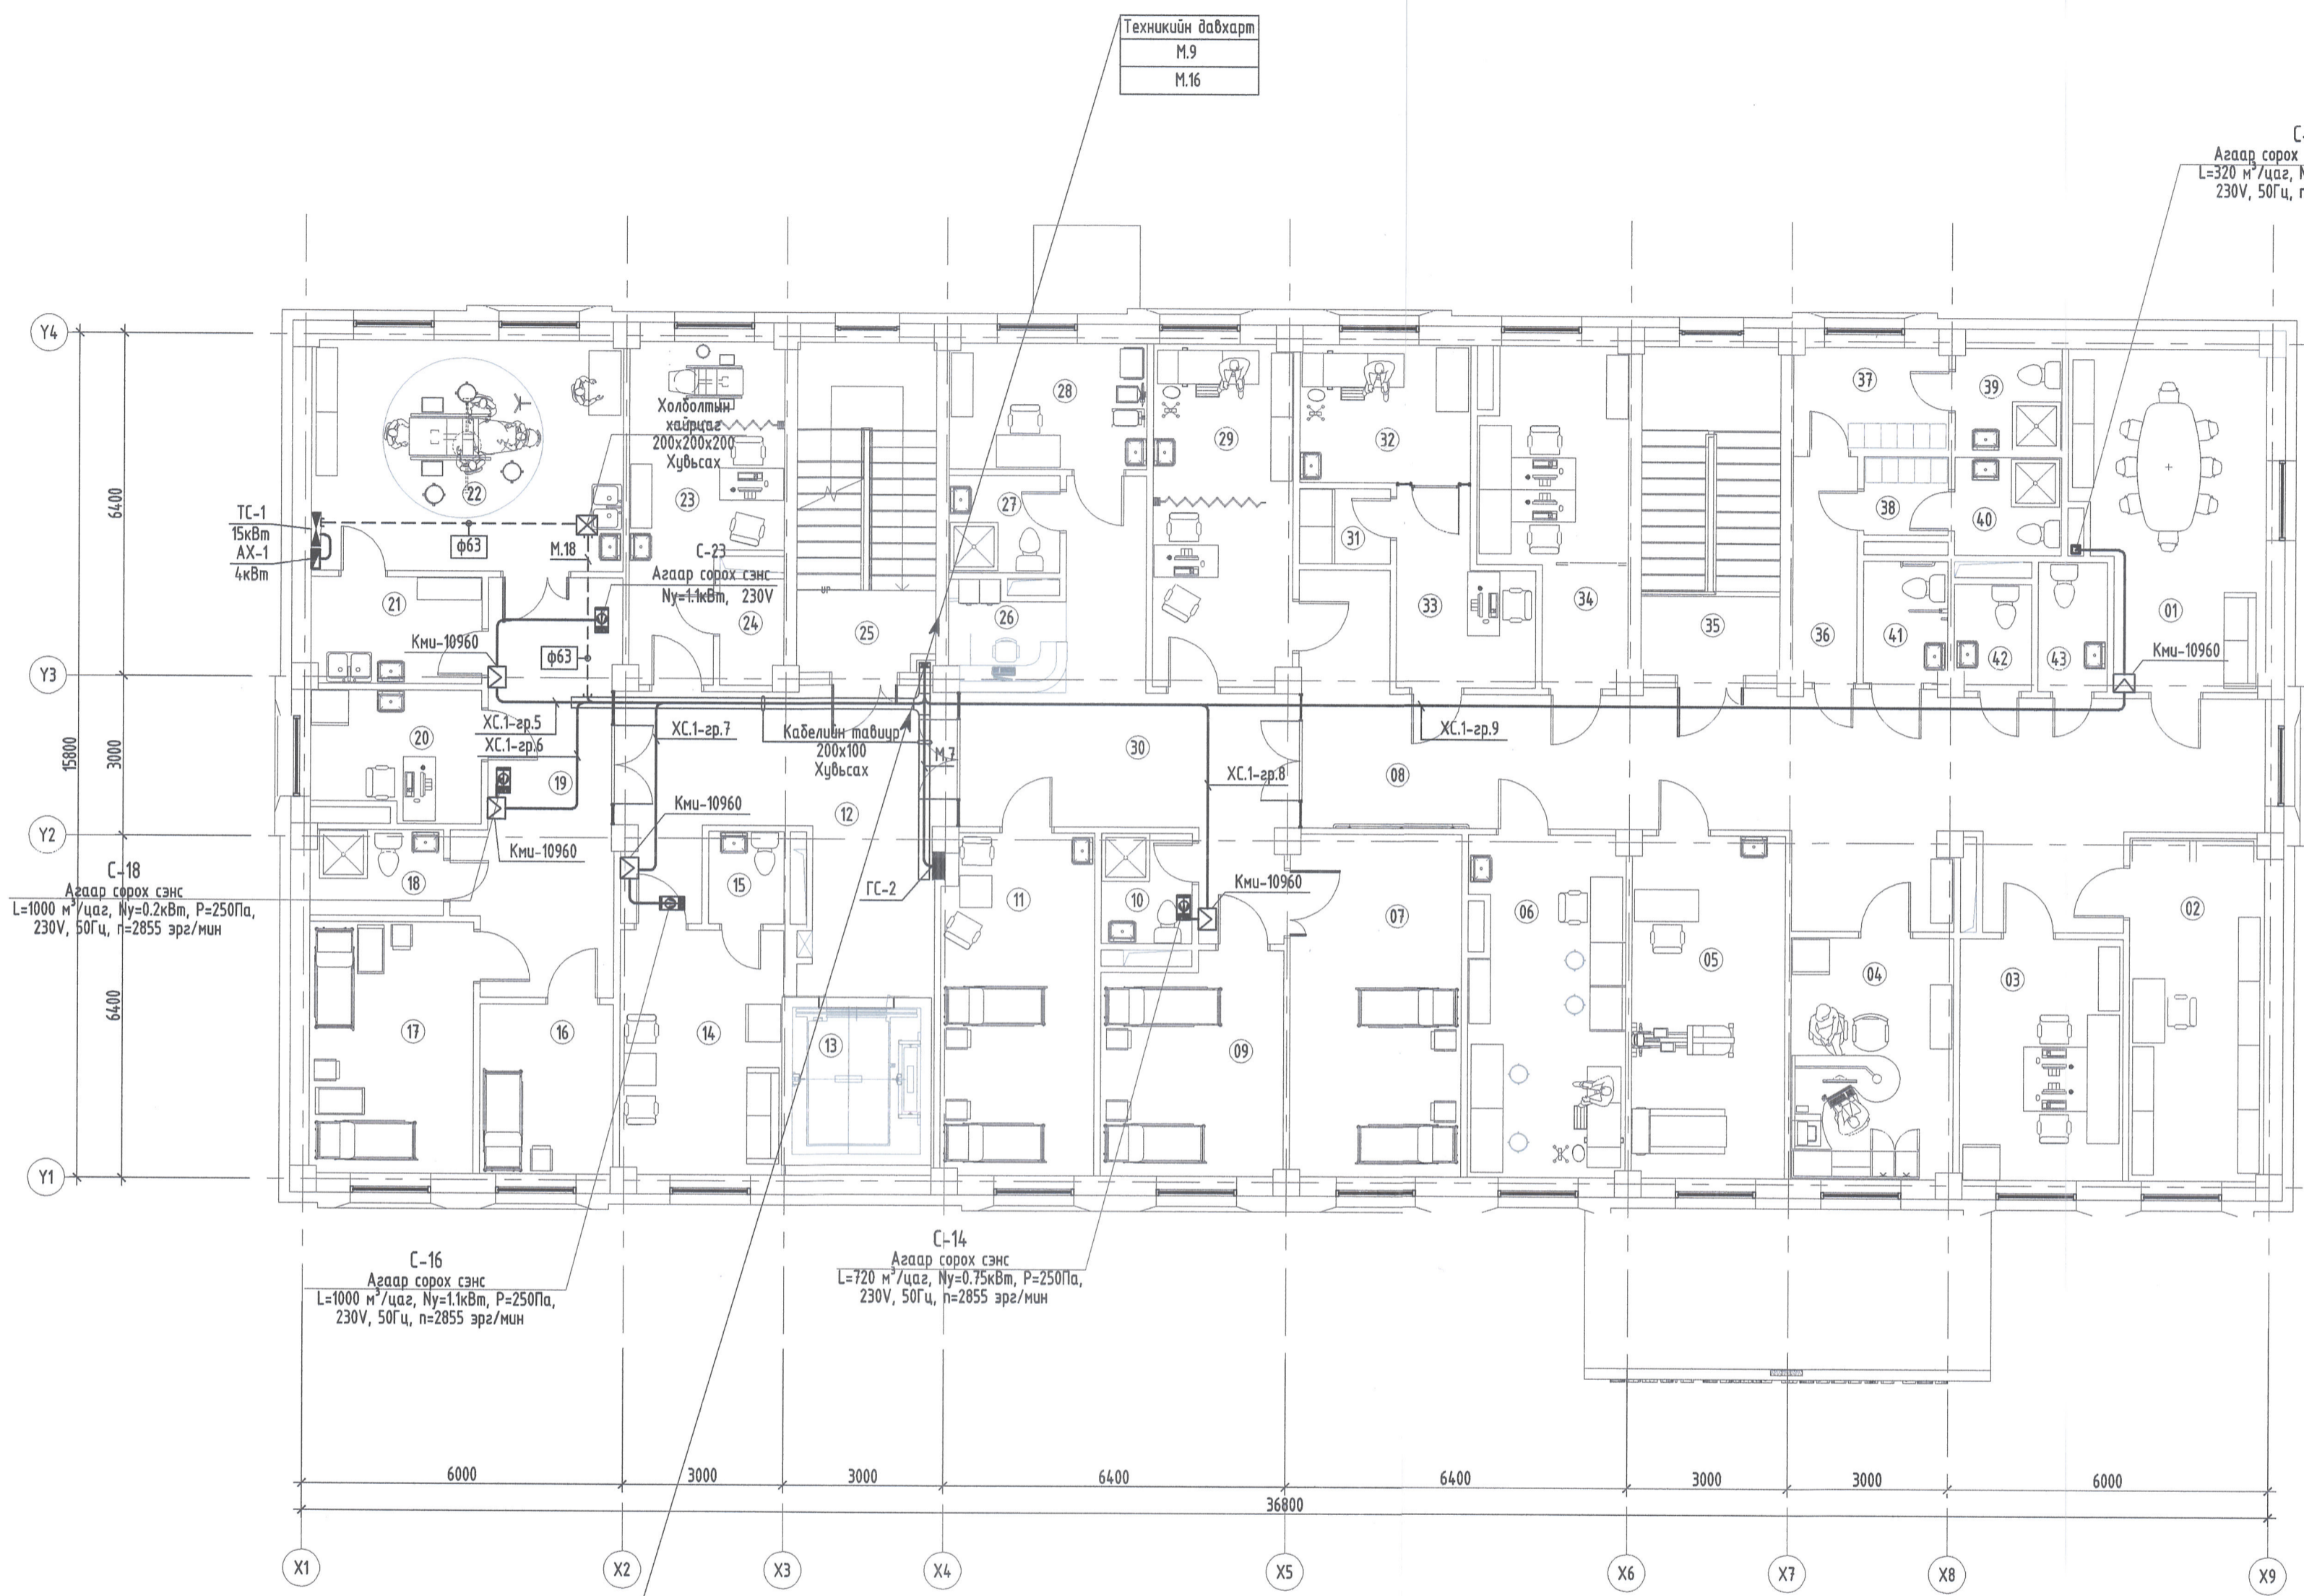 Техникийн давхарт
М.9
М.16
С-
Агаар сорох
L=320 м³/цаг, N
230V, 50Гц, n
Y4
Y3
Y2
Y1
15800
6400
3000
6400
ТС-1
15кВт
АХ-1
4кВт
ф63
М.18
Холболтын
хайрцаг
200x200x200
Хувьсах
С-23
Агаар сорох сэнс
Ny=1.1кВт, 230V
ф63
Кми-10960
UP
22
23
28
29
32
37
39
38
40
27
31
21
24
25
26
33
34
35
36
41
42
43
01
Кми-10960
ХС.1-гр.5
ХС.1-гр.6
ХС.1-гр.7
Кабелийн тавиур
200x100
Хувьсах
М.7
ХС.1-гр.8
ХС.1-гр.9
20
19
12
30
08
Кми-10960
Кми-10960
ГС-2
Кми-10960
С-18
Агаар сорох сэнс
L=1000 м³/цаг, Ny=0.2кВт, P=250Па,
230V, 50Гц, n=2855 эрг/мин
18
15
11
10
07
06
05
04
03
02
17
16
14
13
09
С-16
Агаар сорох сэнс
L=1000 м³/цаг, Ny=1.1кВт, P=250Па,
230V, 50Гц, n=2855 эрг/мин
С-14
Агаар сорох сэнс
L=720 м³/цаг, Ny=0.75кВт, P=250Па,
230V, 50Гц, n=2855 эрг/мин
6000
3000
3000
6400
6400
3000
3000
6000
36800
X1
X2
X3
X4
X5
X6
X7
X8
X9